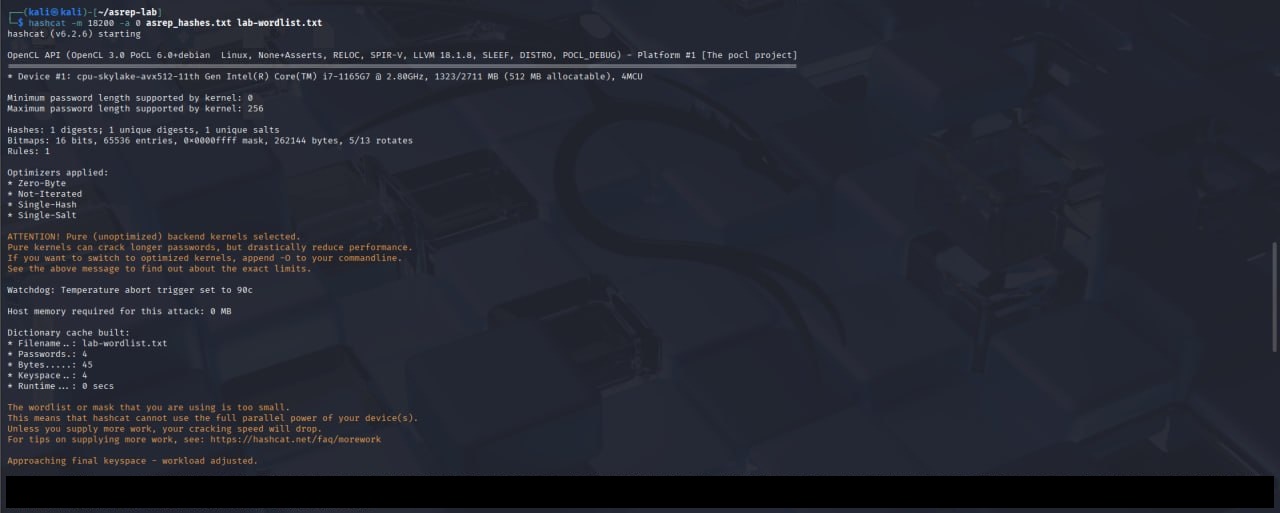 ┌──(kali㉿kali)-[~/asrep-lab]
└─$ hashcat -m 18200 -a 0 asrep_hashes.txt lab-wordlist.txt
hashcat (v6.2.6) starting
OpenCL API (OpenCL 3.0 PoCL 6.0+debian  Linux, None+Asserts, RELOC, SPIR-V, LLVM 18.1.8, SLEEF, DISTRO, POCL_DEBUG) - Platform #1 [The pocl project]
* Device #1: cpu-skylake-avx512-11th Gen Intel(R) Core(TM) i7-1165G7 @ 2.80GHz, 1323/2711 MB (512 MB allocatable), 4MCU
Minimum password length supported by kernel: 0
Maximum password length supported by kernel: 256
Hashes: 1 digests; 1 unique digests, 1 unique salts
Bitmaps: 16 bits, 65536 entries, 0x0000ffff mask, 262144 bytes, 5/13 rotates
Rules: 1
Optimizers applied:
* Zero-Byte
* Not-Iterated
* Single-Hash
* Single-Salt
ATTENTION! Pure (unoptimized) backend kernels selected.
Pure kernels can crack longer passwords, but drastically reduce performance.
If you want to switch to optimized kernels, append -O to your commandline.
See the above message to find out about the exact limits.
Watchdog: Temperature abort trigger set to 90c
Host memory required for this attack: 0 MB
Dictionary cache built:
* Filename..: lab-wordlist.txt
* Passwords.: 4
* Bytes.....: 45
* Keyspace..: 4
* Runtime...: 0 secs
The wordlist or mask that you are using is too small.
This means that hashcat cannot use the full parallel power of your device(s).
Unless you supply more work, your cracking speed will drop.
For tips on supplying more work, see: https://hashcat.net/faq/morework
Approaching final keyspace - workload adjusted.